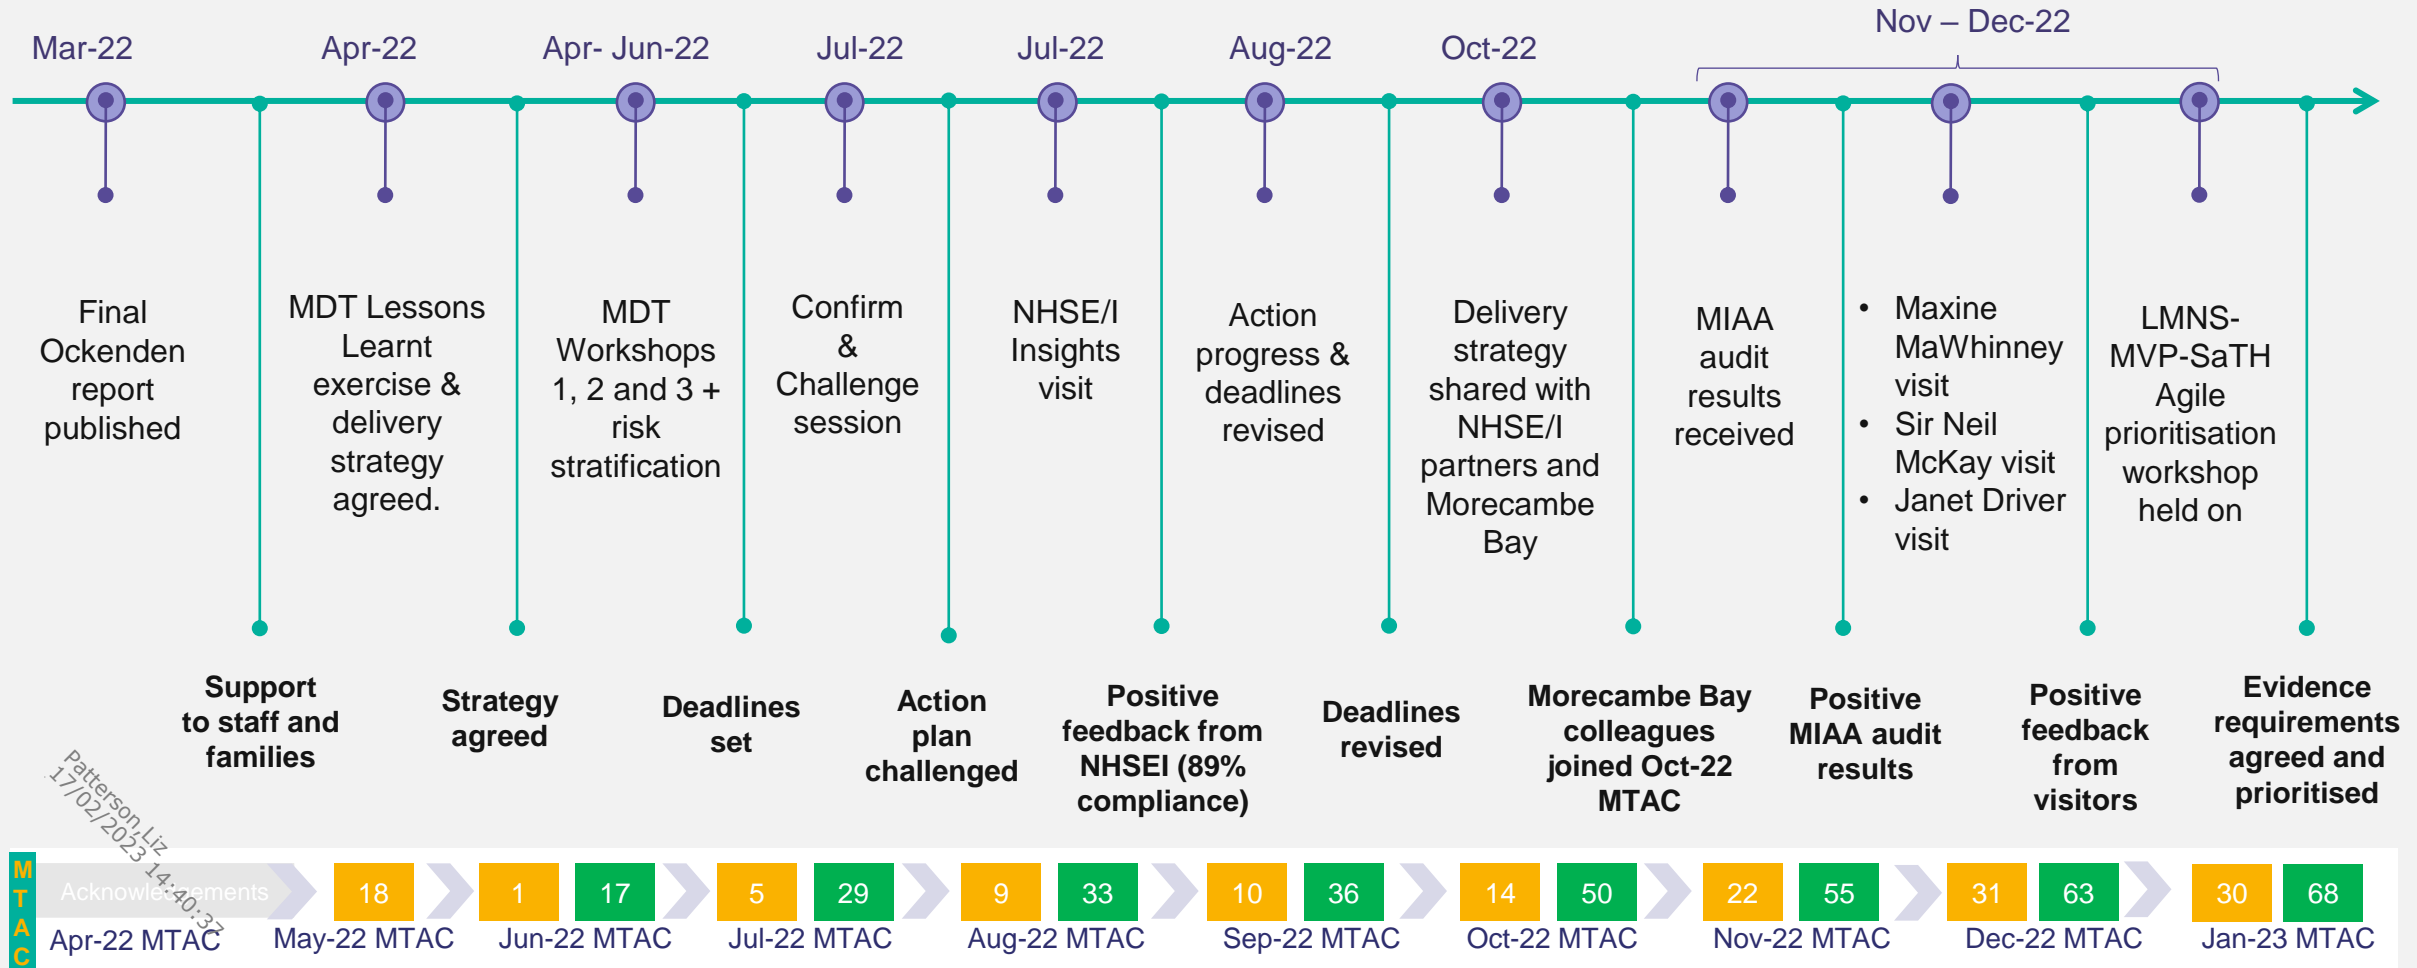 Mar-22
Apr-22
Apr- Jun-22
Jul-22
Jul-22
Aug-22
Oct-22
Nov – Dec-22
Final
Ockenden
report
published
MDT Lessons
Learnt
exercise &
delivery
strategy
agreed.
MDT
Workshops
1, 2 and 3 +
risk
stratification
Confirm
&
Challenge
session
NHSE/I
Insights
visit
Action
progress &
deadlines
revised
Delivery
strategy
shared with
NHSE/I
partners and
Morecambe
Bay
MIAA
audit
results
received
• Maxine
MaWhinney
visit
• Sir Neil
McKay visit
• Janet Driver
visit
LMNS-
MVP-SaTH
Agile
prioritisation
workshop
held on
Support
to staff and
families
Strategy
agreed
Deadlines
set
Action
plan
challenged
Positive
feedback from
NHSEI (89%
compliance)
Deadlines
revised
Morecambe Bay
colleagues
joined Oct-22
MTAC
Positive
MIAA audit
results
Positive
feedback
from
visitors
Evidence
requirements
agreed and
prioritised
Patterson,Liz
17/02/2023 14:40:37
M
T
A
C
Acknowledgements
18
1
17
5
29
9
33
10
36
14
50
22
55
31
63
30
68
Apr-22 MTAC
May-22 MTAC
Jun-22 MTAC
Jul-22 MTAC
Aug-22 MTAC
Sep-22 MTAC
Oct-22 MTAC
Nov-22 MTAC
Dec-22 MTAC
Jan-23 MTAC